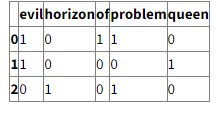 evil horizon of problem queen
0 1 0 1 1 0
1 1 0 0 0 1
2 0 1 0 1 0